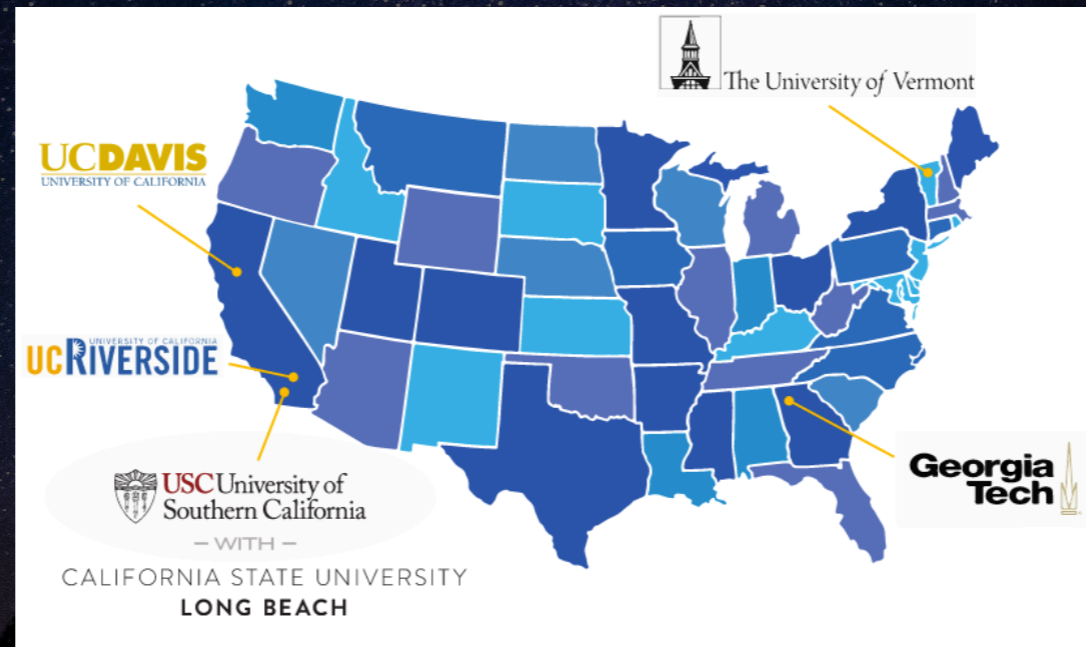 The University of Vermont
UCDAVIS
UNIVERSITY OF CALIFORNIA
UNIVERSITY OF CALIFORNIA
UCRIVERSIDE
USC University of
Southern California
– WITH –
CALIFORNIA STATE UNIVERSITY
LONG BEACH
Georgia
Tech